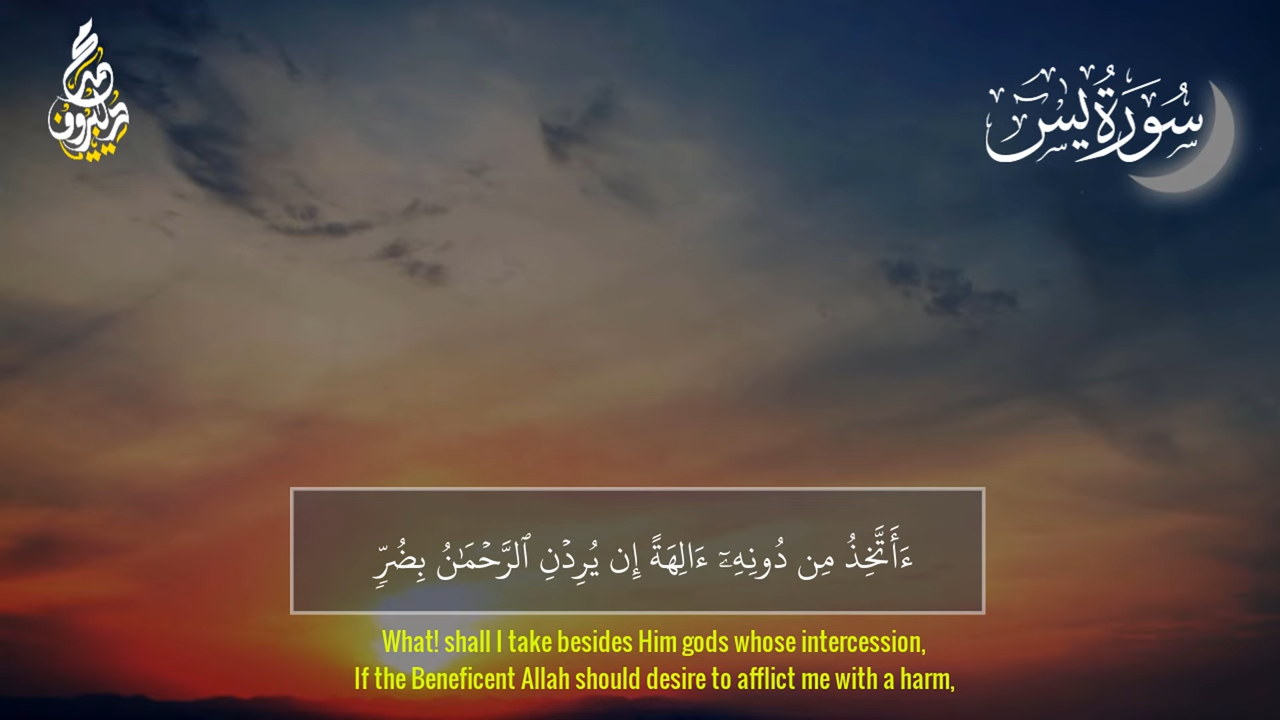 سُورَةُ يسٓ
ءَأَتَّخِذُ مِن دُونِهِۦٓ ءَالِهَةً إِن يُرِدْنِ ٱلرَّحْمَـٰنُ بِضُرٍّ
What! shall I take besides Him gods whose intercession,
If the Beneficent Allah should desire to afflict me with a harm,